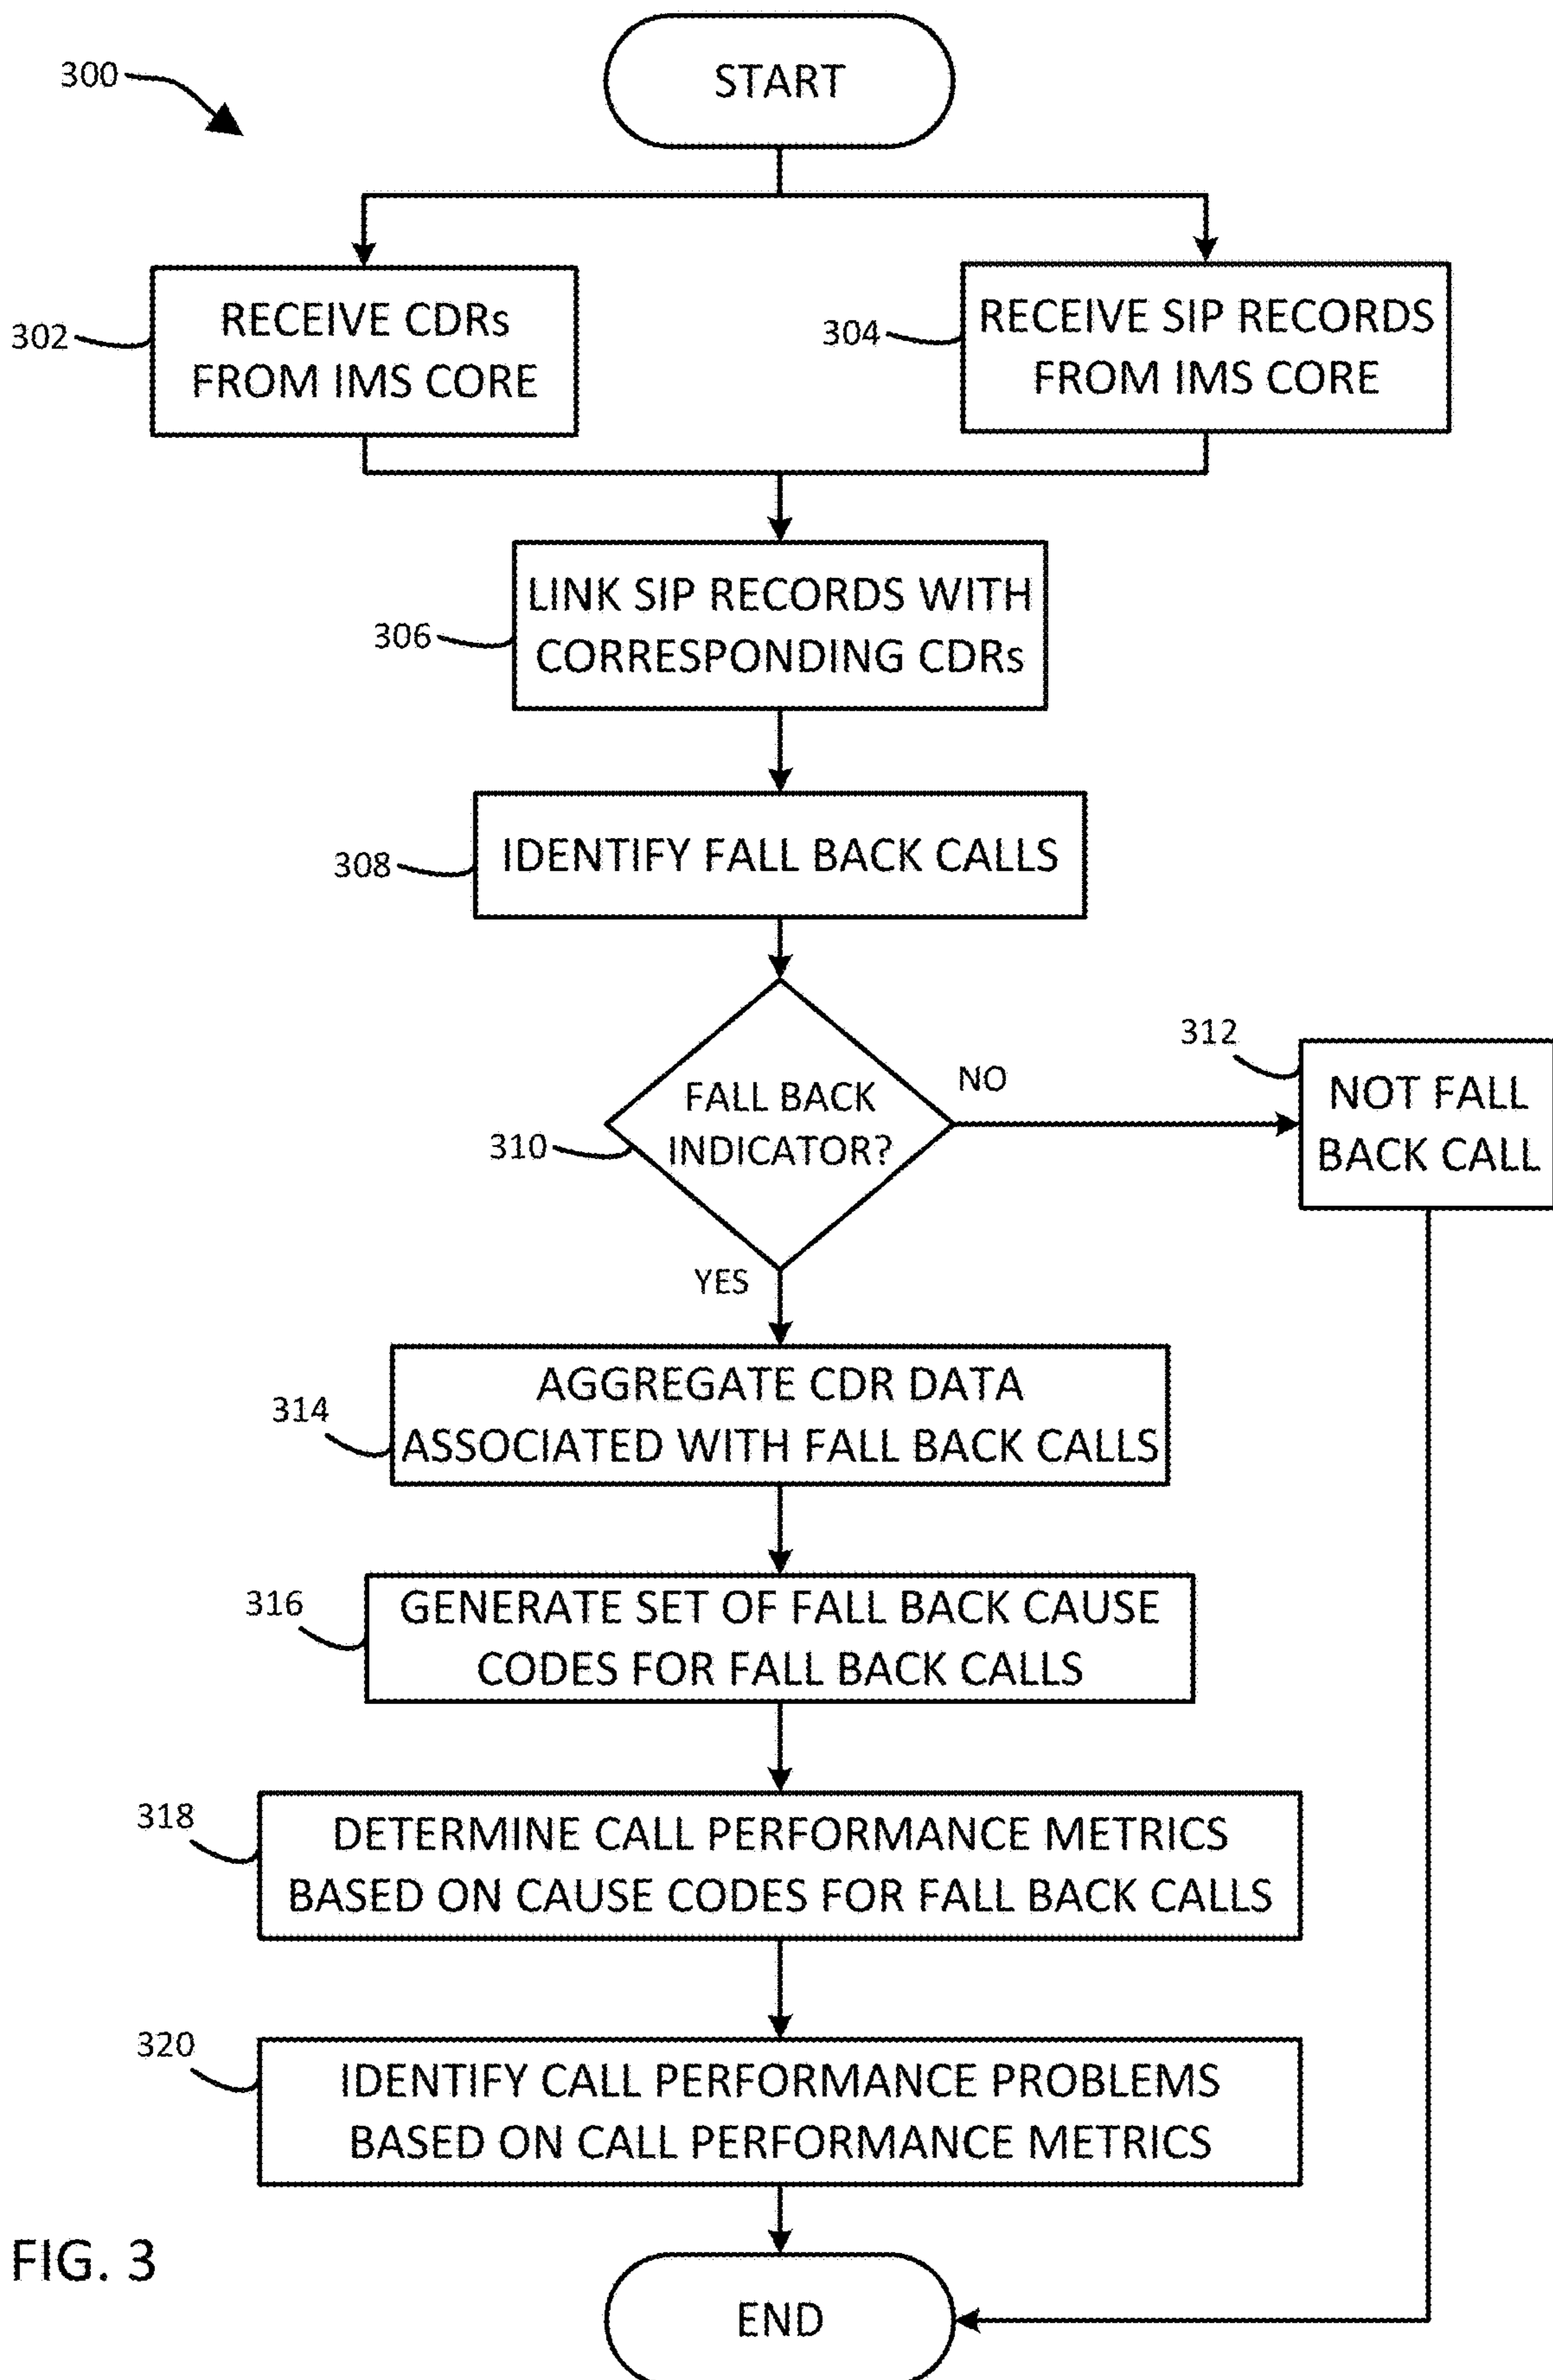 300
START
302
RECEIVE CDRs
FROM IMS CORE
304
RECEIVE SIP RECORDS
FROM IMS CORE
306
LINK SIP RECORDS WITH
CORRESPONDING CDRs
308
IDENTIFY FALL BACK CALLS
310
FALL BACK
INDICATOR?
NO
312
NOT FALL
BACK CALL
YES
314
AGGREGATE CDR DATA
ASSOCIATED WITH FALL BACK CALLS
316
GENERATE SET OF FALL BACK CAUSE
CODES FOR FALL BACK CALLS
318
DETERMINE CALL PERFORMANCE METRICS
BASED ON CAUSE CODES FOR FALL BACK CALLS
320
IDENTIFY CALL PERFORMANCE PROBLEMS
BASED ON CALL PERFORMANCE METRICS
FIG. 3
END